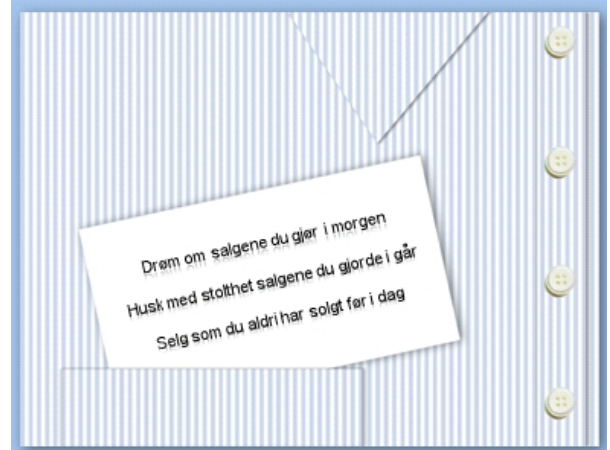 Drøm om salgene du gjør i morgen
Husk med stolthet salgene du gjorde i går
Selg som du aldri har solgt før i dag